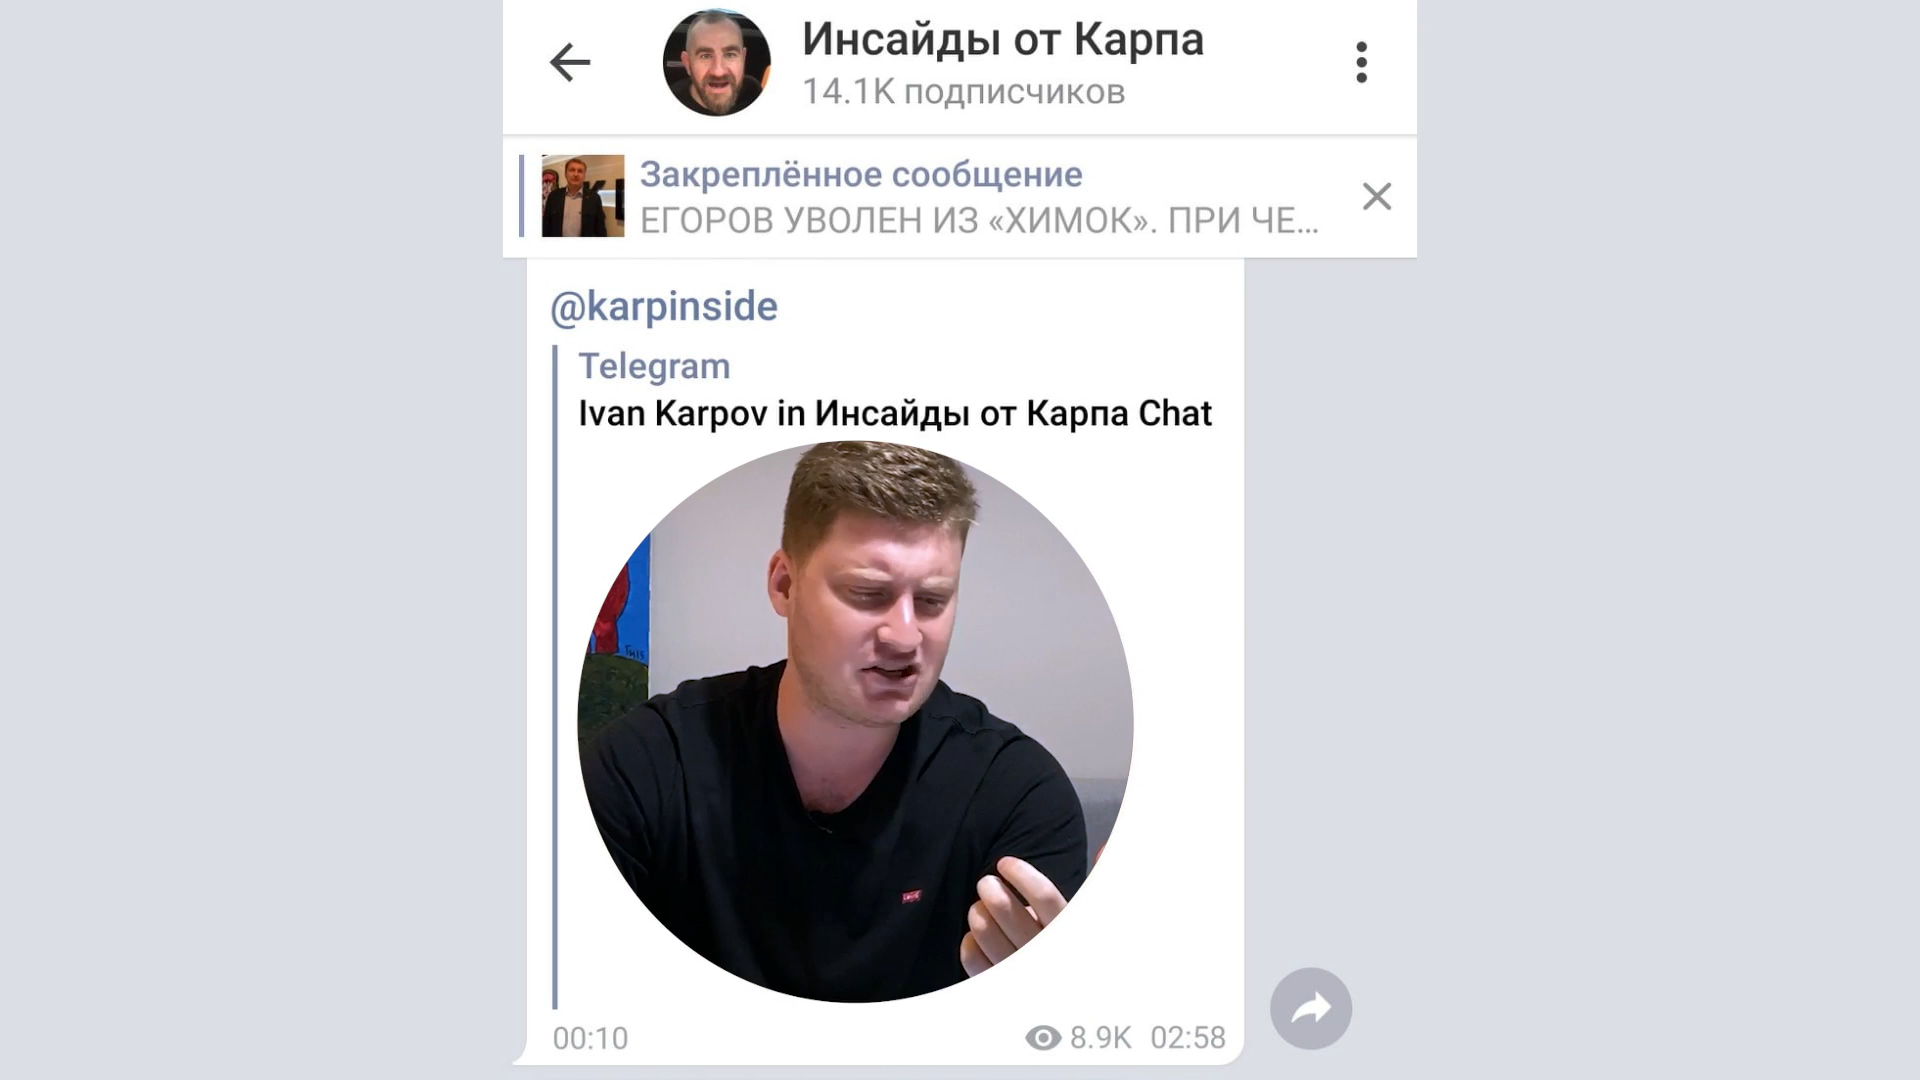 Инсайды от Карпа
14.1K подписчиков
Закреплённое сообщение
ЕГОРОВ УВОЛЕН ИЗ «ХИМОК». ПРИ ЧЕ...
@karpinside
Telegram
Ivan Karpov in Инсайды от Карпа Chat
00:10
8.9K 02:58